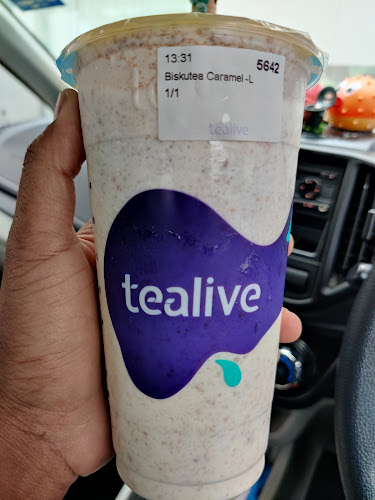 13:31 5642
Biskutea Caramel -L
1/1
tealive
tealive